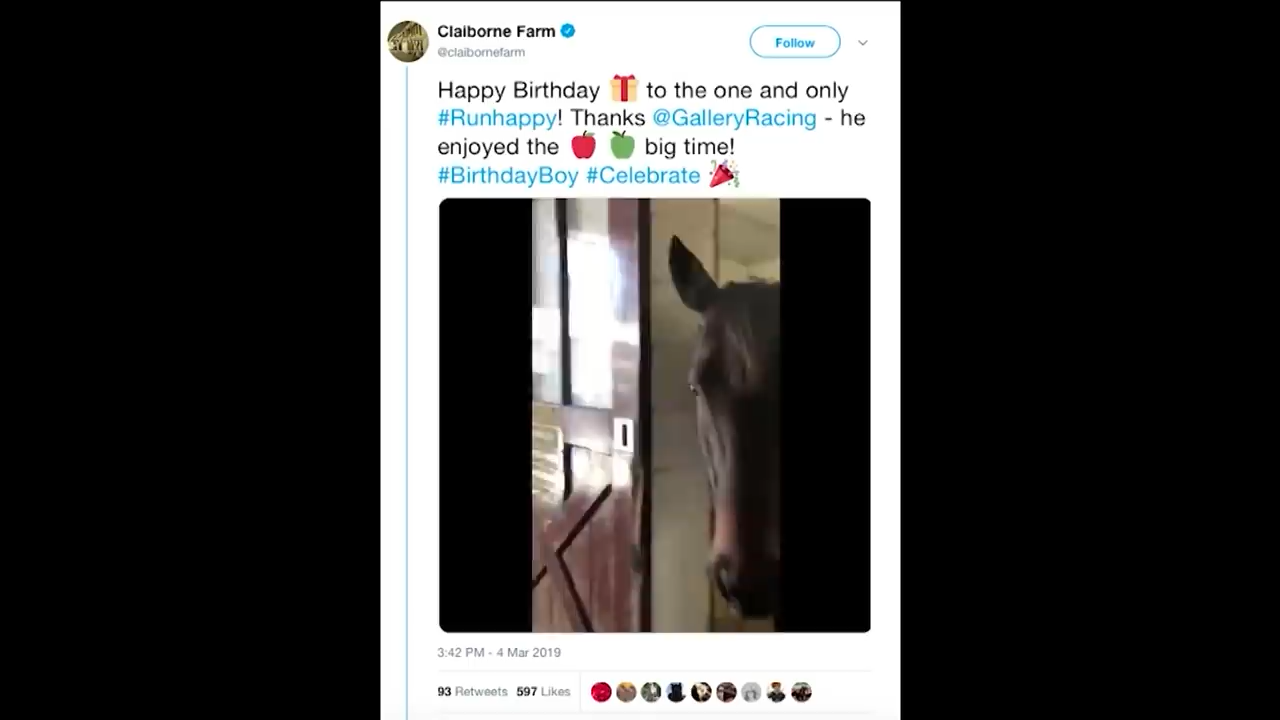 Claiborne Farm
@claibornefarm
Follow
Happy Birthday 🎁 to the one and only
#Runhappy! Thanks @GalleryRacing - he
enjoyed the 🍎 🍏 big time!
#BirthdayBoy #Celebrate 🎉
3:42 PM - 4 Mar 2019
93 Retweets 597 Likes